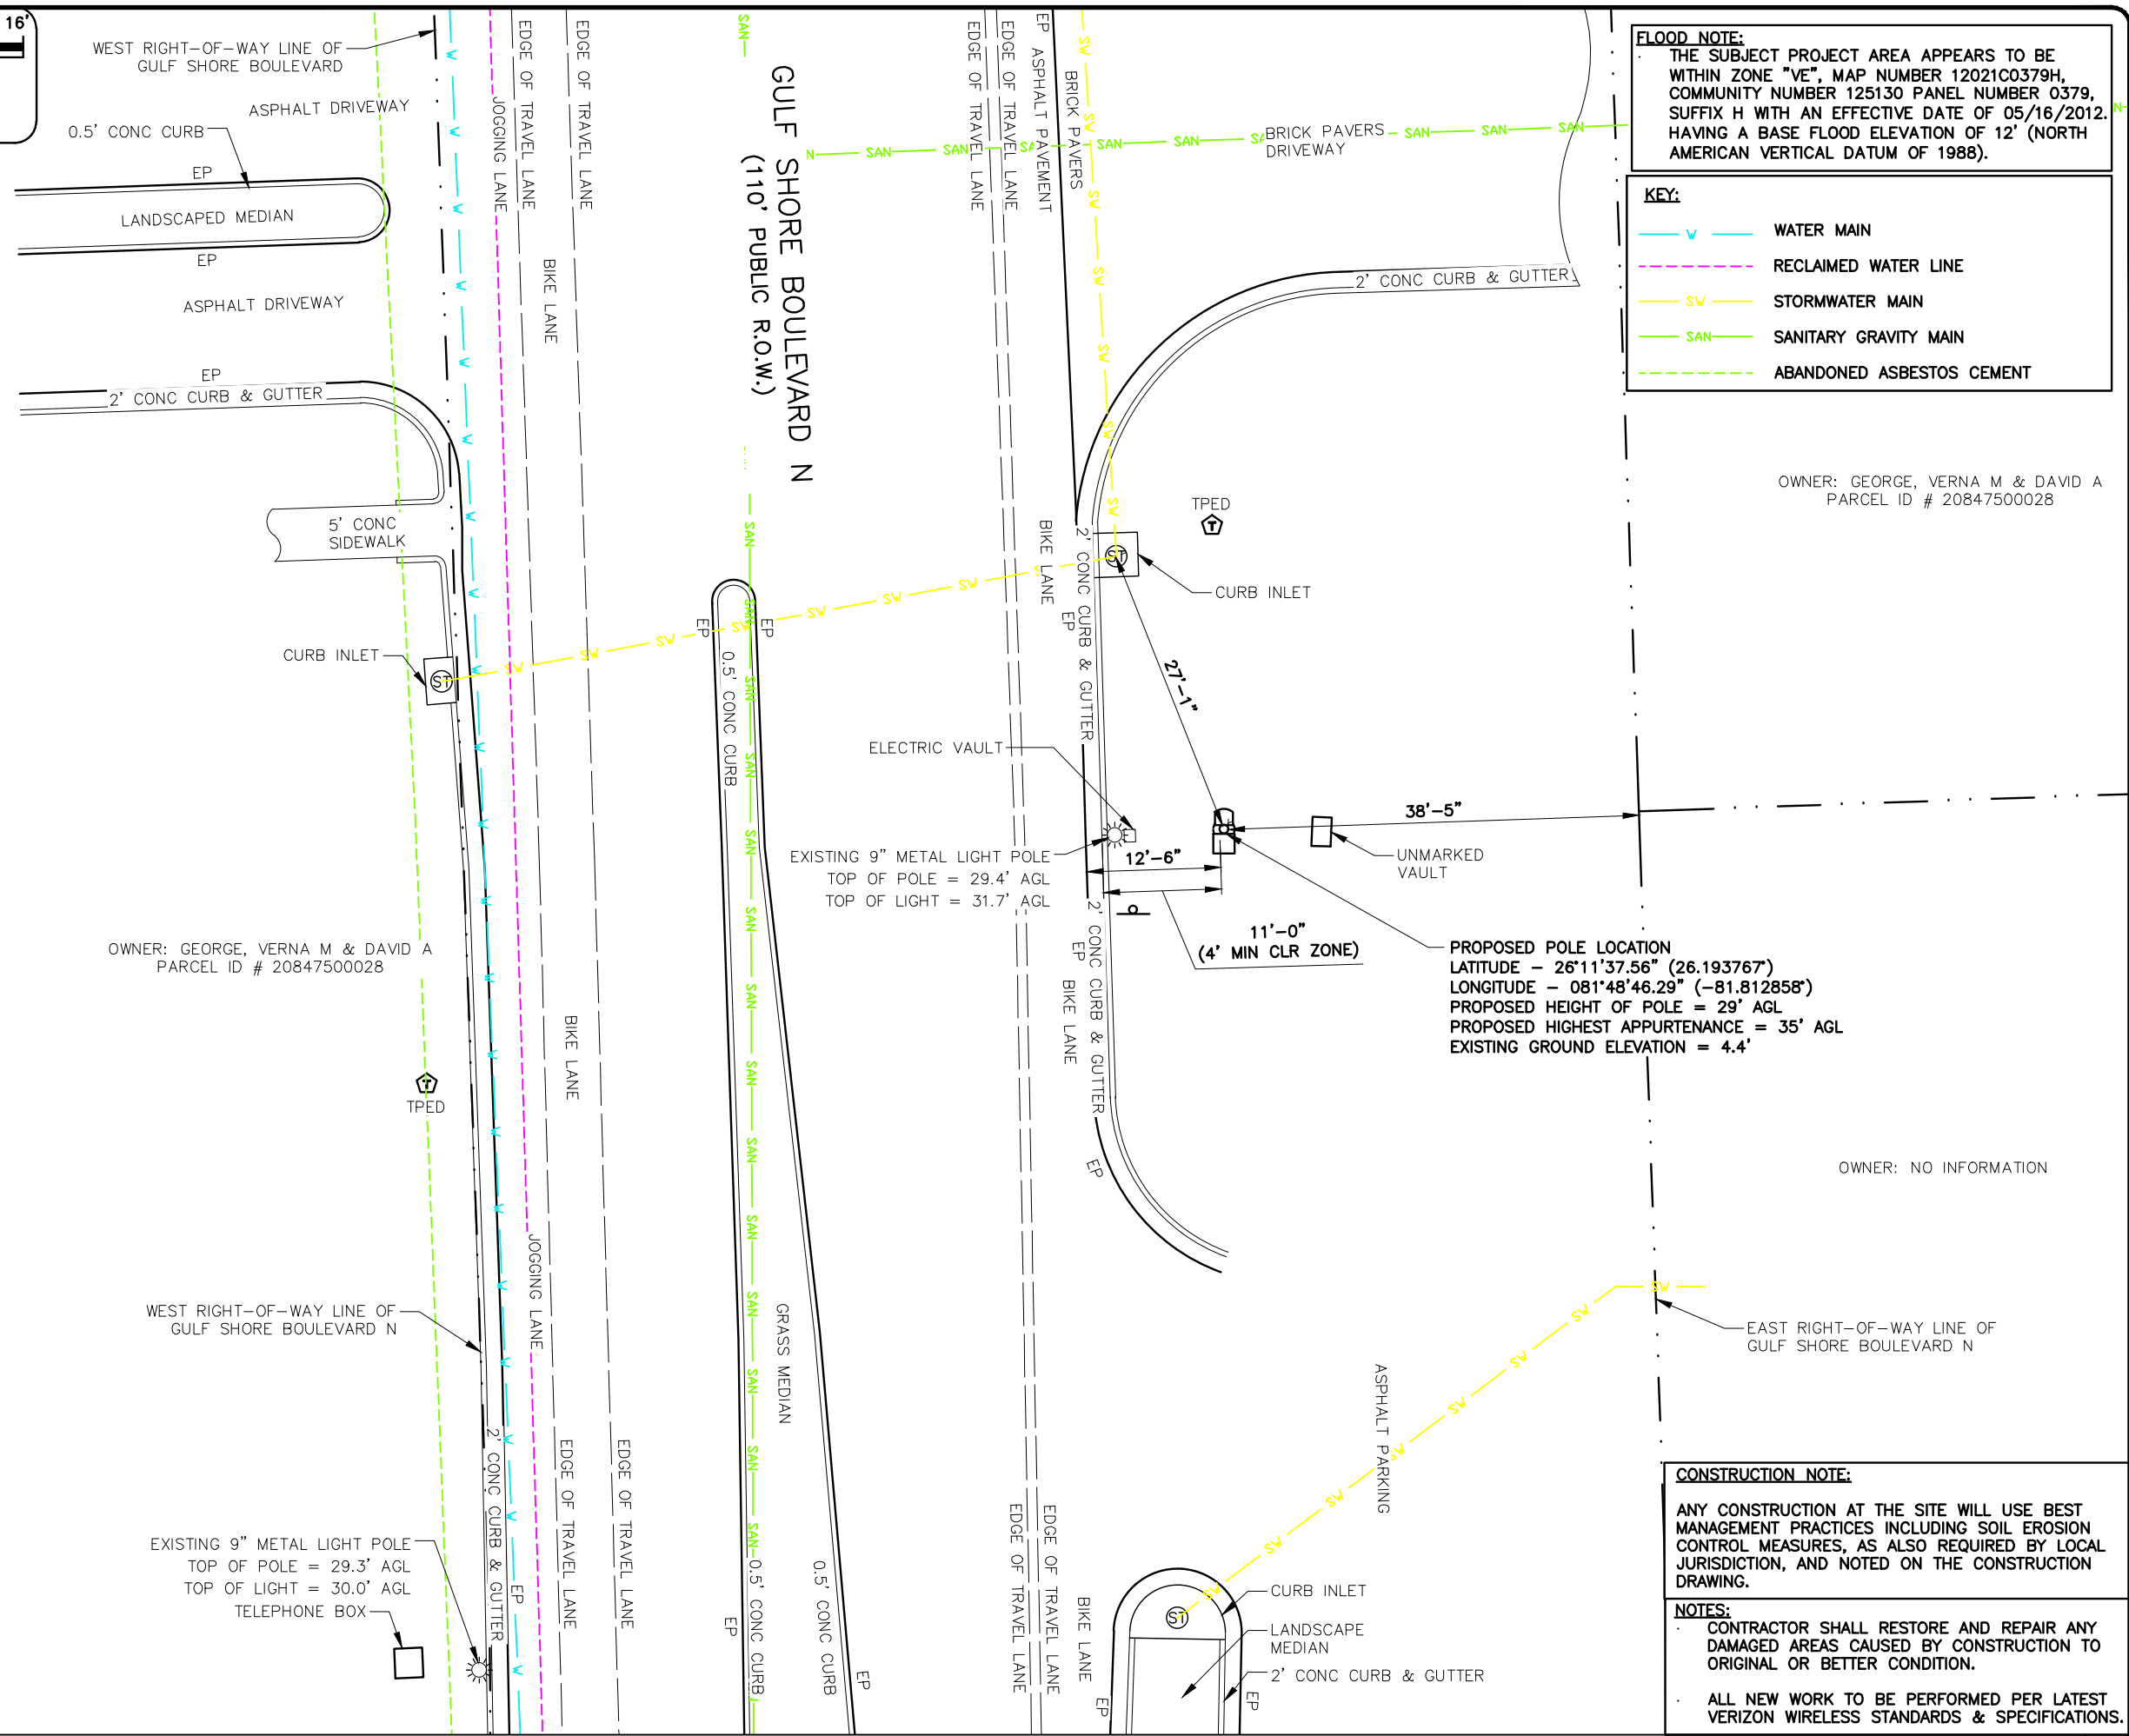 16'
WEST RIGHT-OF-WAY LINE OF
GULF SHORE BOULEVARD
ASPHALT DRIVEWAY
0.5' CONC CURB
EP
LANDSCAPED MEDIAN
EP
ASPHALT DRIVEWAY
EP
2' CONC CURB & GUTTER
5' CONC
SIDEWALK
CURB INLET
ST
OWNER: GEORGE, VERNA M & DAVID A
PARCEL ID # 20847500028
T
TPED
WEST RIGHT-OF-WAY LINE OF
GULF SHORE BOULEVARD N
EXISTING 9" METAL LIGHT POLE
TOP OF POLE = 29.3' AGL
TOP OF LIGHT = 30.0' AGL
TELEPHONE BOX
2' CONC CURB & GUTTER
EP
JOGGING LANE
EDGE OF TRAVEL LANE
EDGE OF TRAVEL LANE
BIKE LANE
BIKE LANE
JOGGING LANE
EDGE OF TRAVEL LANE
EDGE OF TRAVEL LANE
GULF SHORE BOULEVARD N
(110' PUBLIC R.O.W.)
EP
EP
0.5' CONC CURB
GRASS MEDIAN
0.5' CONC CURB
0.5' CONC CURB
EP
EP
EDGE OF TRAVEL LANE
EDGE OF TRAVEL LANE
EP
ASPHALT PAVEMENT
BRICK PAVERS
BRICK PAVERS
DRIVEWAY
2' CONC CURB & GUTTER
TPED
T
ST
CURB INLET
BIKE LANE
EP
2' CONC CURB & GUTTER
27'-1"
ELECTRIC VAULT
EXISTING 9" METAL LIGHT POLE
TOP OF POLE = 29.4' AGL
TOP OF LIGHT = 31.7' AGL
12'-6"
38'-5"
UNMARKED
VAULT
11'-0"
(4' MIN CLR ZONE)
PROPOSED POLE LOCATION
LATITUDE - 26°11'37.56" (26.193767°)
LONGITUDE - 081°48'46.29" (-81.812858°)
PROPOSED HEIGHT OF POLE = 29' AGL
PROPOSED HIGHEST APPURTENANCE = 35' AGL
EXISTING GROUND ELEVATION = 4.4'
2' CONC CURB & GUTTER
EP
BIKE LANE
EP
EDGE OF TRAVEL LANE
EDGE OF TRAVEL LANE
BIKE LANE
EP
ST
CURB INLET
LANDSCAPE
MEDIAN
2' CONC CURB & GUTTER
EP
ASPHALT PARKING
EAST RIGHT-OF-WAY LINE OF
GULF SHORE BOULEVARD N
OWNER: NO INFORMATION
OWNER: GEORGE, VERNA M & DAVID A
PARCEL ID # 20847500028
FLOOD NOTE:
THE SUBJECT PROJECT AREA APPEARS TO BE
WITHIN ZONE "VE", MAP NUMBER 12021C0379H,
COMMUNITY NUMBER 125130 PANEL NUMBER 0379,
SUFFIX H WITH AN EFFECTIVE DATE OF 05/16/2012.
HAVING A BASE FLOOD ELEVATION OF 12' (NORTH
AMERICAN VERTICAL DATUM OF 1988).
KEY:
W WATER MAIN
RECLAIMED WATER LINE
SW STORMWATER MAIN
SAN SANITARY GRAVITY MAIN
ABANDONED ASBESTOS CEMENT
CONSTRUCTION NOTE:
ANY CONSTRUCTION AT THE SITE WILL USE BEST
MANAGEMENT PRACTICES INCLUDING SOIL EROSION
CONTROL MEASURES, AS ALSO REQUIRED BY LOCAL
JURISDICTION, AND NOTED ON THE CONSTRUCTION
DRAWING.
NOTES:
· CONTRACTOR SHALL RESTORE AND REPAIR ANY
DAMAGED AREAS CAUSED BY CONSTRUCTION TO
ORIGINAL OR BETTER CONDITION.
· ALL NEW WORK TO BE PERFORMED PER LATEST
VERIZON WIRELESS STANDARDS & SPECIFICATIONS.